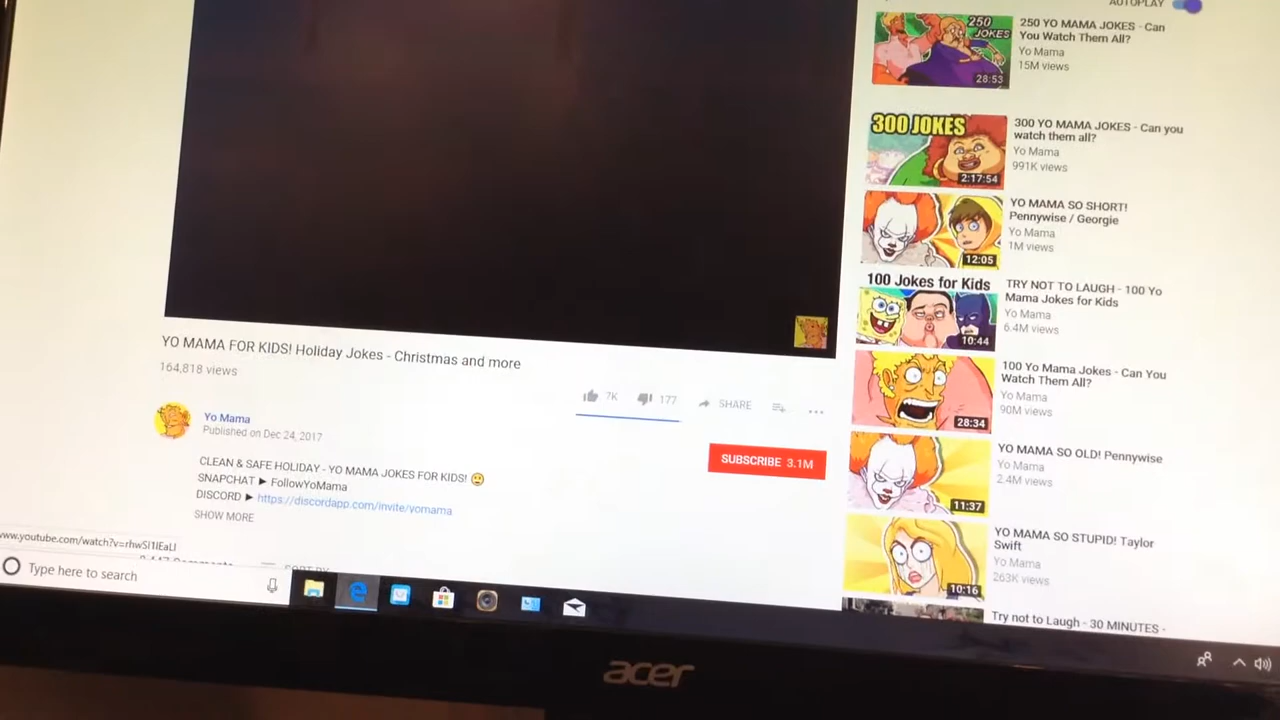 AUTOPLAY
250 JOKES
28:53
250 YO MAMA JOKES - Can
You Watch Them All?
Yo Mama
15M views
300 JOKES
2:17:54
300 YO MAMA JOKES - Can you
watch them all?
Yo Mama
991K views
12:05
YO MAMA SO SHORT!
Pennywise / Georgie
Yo Mama
1M views
100 Jokes for Kids
10:44
TRY NOT TO LAUGH - 100 Yo
Mama Jokes for Kids
Yo Mama
6.4M views
28:34
100 Yo Mama Jokes - Can You
Watch Them All?
Yo Mama
90M views
11:37
YO MAMA SO OLD! Pennywise
Yo Mama
2.4M views
10:16
YO MAMA SO STUPID! Taylor
Swift
Yo Mama
263K views
Try not to Laugh - 30 MINUTES -
YO MAMA FOR KIDS! Holiday Jokes - Christmas and more
164,818 views
7K 177 SHARE
Yo Mama
Published on Dec 24, 2017
SUBSCRIBE 3.1M
CLEAN & SAFE HOLIDAY - YO MAMA JOKES FOR KIDS!
SNAPCHAT ► FollowYoMama
DISCORD ► https://discordapp.com/invite/yomama
SHOW MORE
Type here to search
acer